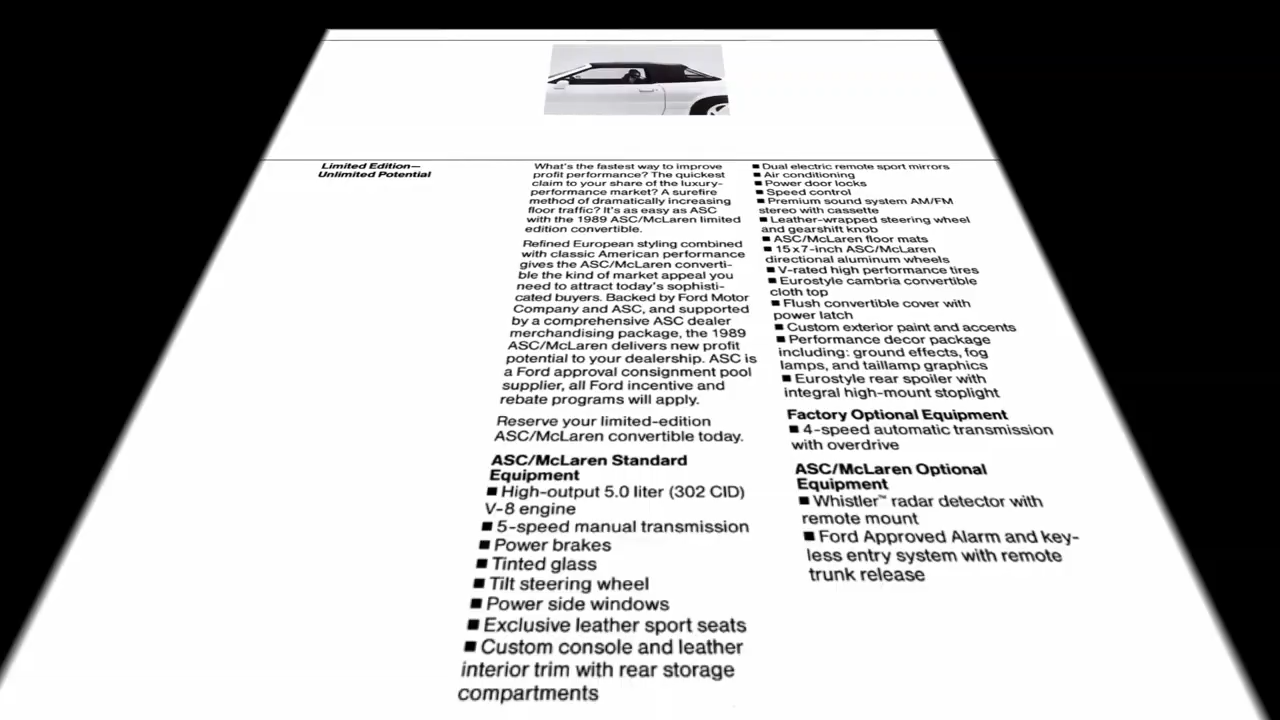 Limited Edition—
Unlimited Potential
What's the fastest way to improve
profit performance? The quickest
claim to your share of the luxury-
performance market? A surefire
method of dramatically increasing
floor traffic? It's as easy as ASC
with the 1989 ASC/McLaren limited
edition convertible.
Refined European styling combined
with classic American performance
gives the ASC/McLaren converti-
ble the kind of market appeal you
need to attract today's sophisti-
cated buyers. Backed by Ford Motor
Company and ASC, and supported
by a comprehensive ASC dealer
merchandising package, the 1989
ASC/McLaren delivers new profit
potential to your dealership. ASC is
a Ford approval consignment pool
supplier, all Ford incentive and
rebate programs will apply.
Reserve your limited-edition
ASC/McLaren convertible today.
ASC/McLaren Standard
Equipment
■ High-output 5.0 liter (302 CID)
V-8 engine
■ 5-speed manual transmission
■ Power brakes
■ Tinted glass
■ Tilt steering wheel
■ Power side windows
■ Exclusive leather sport seats
■ Custom console and leather
interior trim with rear storage
compartments
■ Dual electric remote sport mirrors
■ Air conditioning
■ Power door locks
■ Speed control
■ Premium sound system AM/FM
stereo with cassette
■ Leather-wrapped steering wheel
and gearshift knob
■ ASC/McLaren floor mats
■ 15x7-inch ASC/McLaren
directional aluminum wheels
■ V-rated high performance tires
■ Eurostyle cambria convertible
cloth top
■ Flush convertible cover with
power latch
■ Custom exterior paint and accents
■ Performance decor package
including: ground effects, fog
lamps, and taillamp graphics
■ Eurostyle rear spoiler with
integral high-mount stoplight
Factory Optional Equipment
■ 4-speed automatic transmission
with overdrive
ASC/McLaren Optional
Equipment
■ Whistler™ radar detector with
remote mount
■ Ford Approved Alarm and key-
less entry system with remote
trunk release